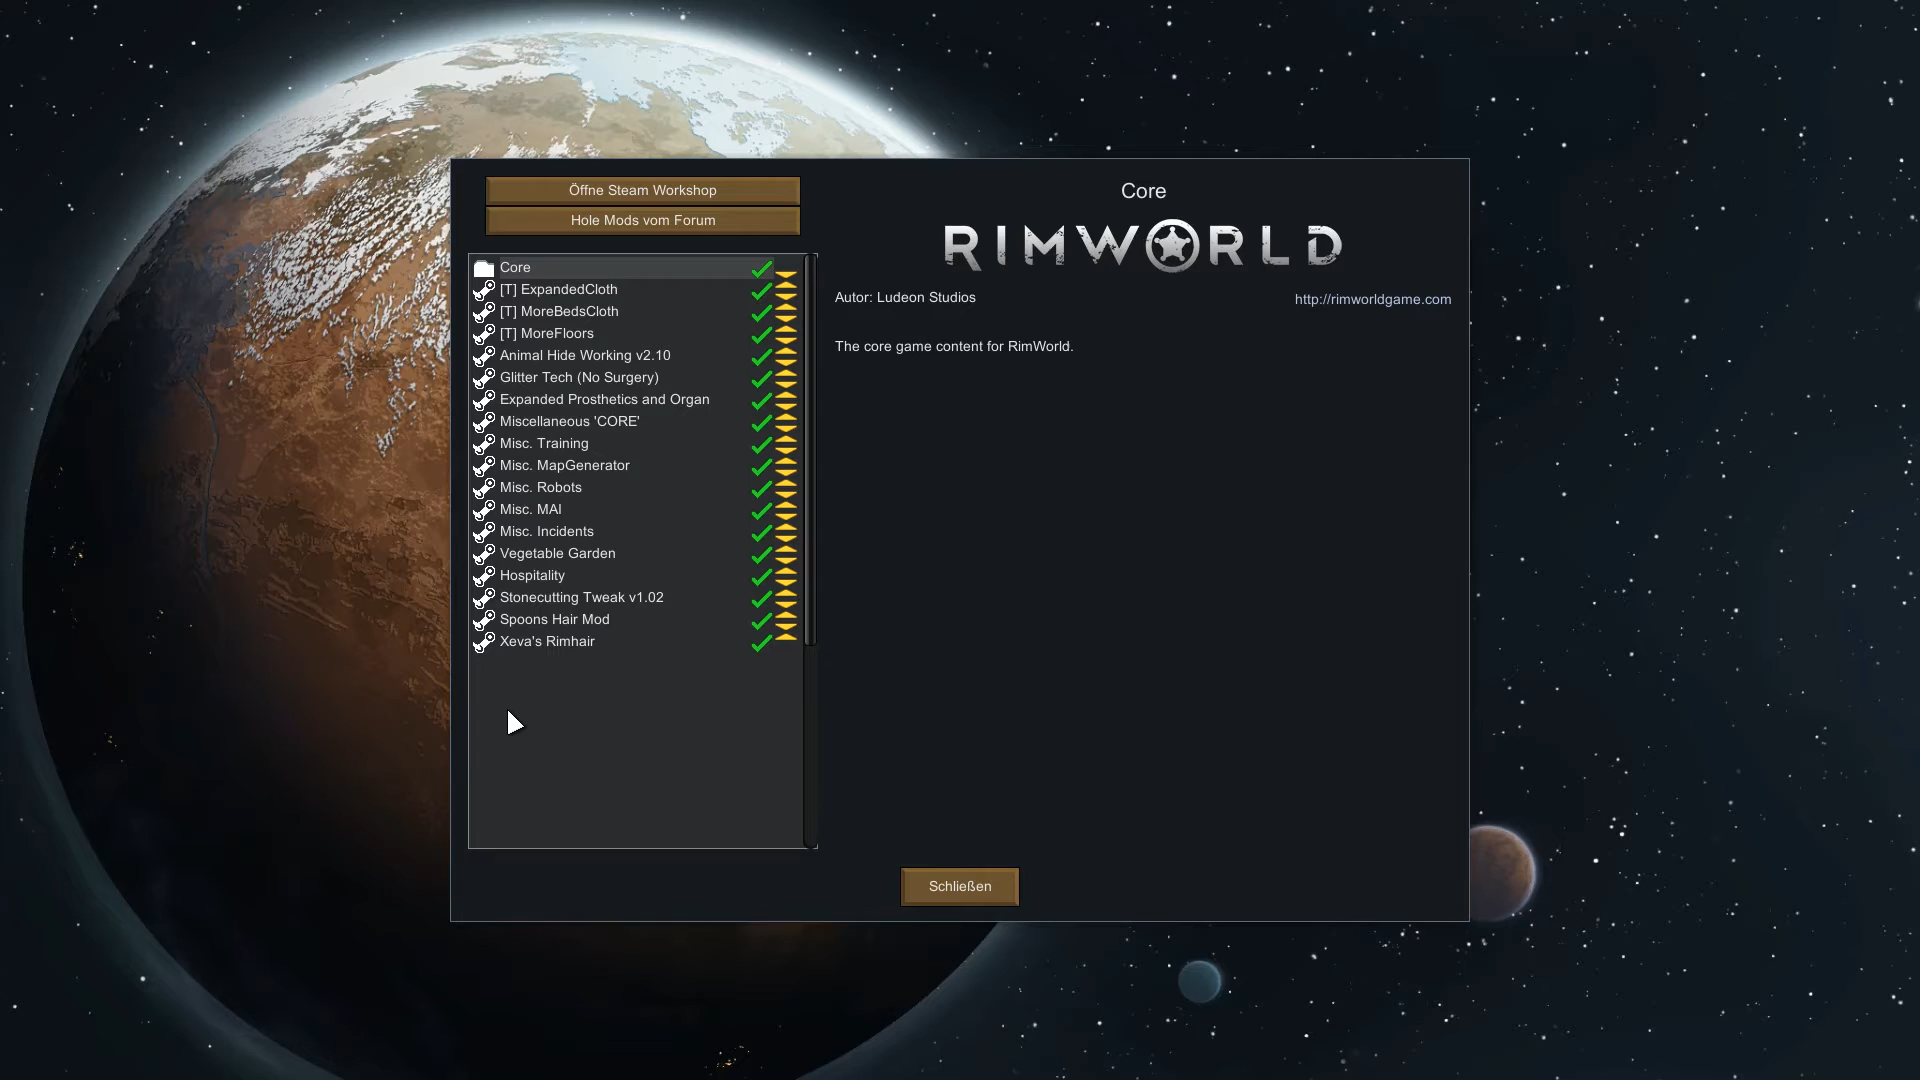 Öffne Steam Workshop
Hole Mods vom Forum
Core
[T] ExpandedCloth
[T] MoreBedsCloth
[T] MoreFloors
Animal Hide Working v2.10
Glitter Tech (No Surgery)
Expanded Prosthetics and Organ
Miscellaneous 'CORE'
Misc. Training
Misc. MapGenerator
Misc. Robots
Misc. MAI
Misc. Incidents
Vegetable Garden
Hospitality
Stonecutting Tweak v1.02
Spoons Hair Mod
Xeva's Rimhair
Core
RIMWORLD
Autor: Ludeon Studios
http://rimworldgame.com
The core game content for RimWorld.
Schließen